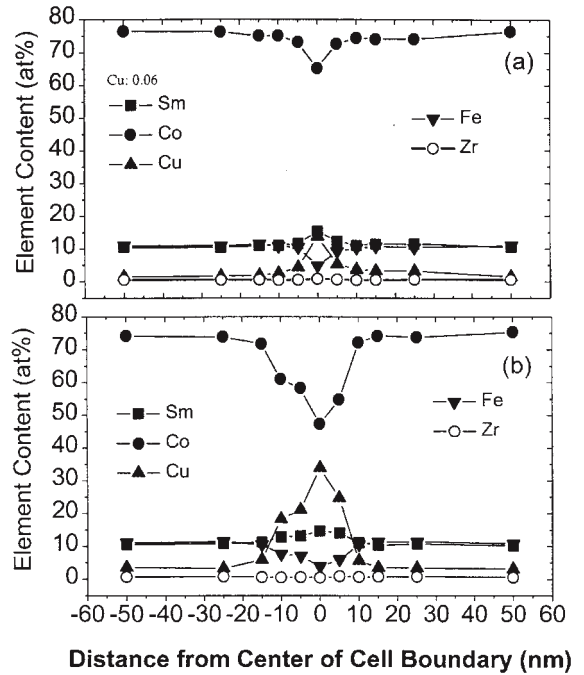 80
70
60
50
40
30
20
10
0
Element Content (at%)
(a)
Cu: 0.06
Sm
Co
Cu
Fe
Zr
80
70
60
50
40
30
20
10
0
Element Content (at%)
(b)
Sm
Co
Cu
Fe
Zr
-60 -50 -40 -30 -20 -10 0 10 20 30 40 50 60
Distance from Center of Cell Boundary (nm)